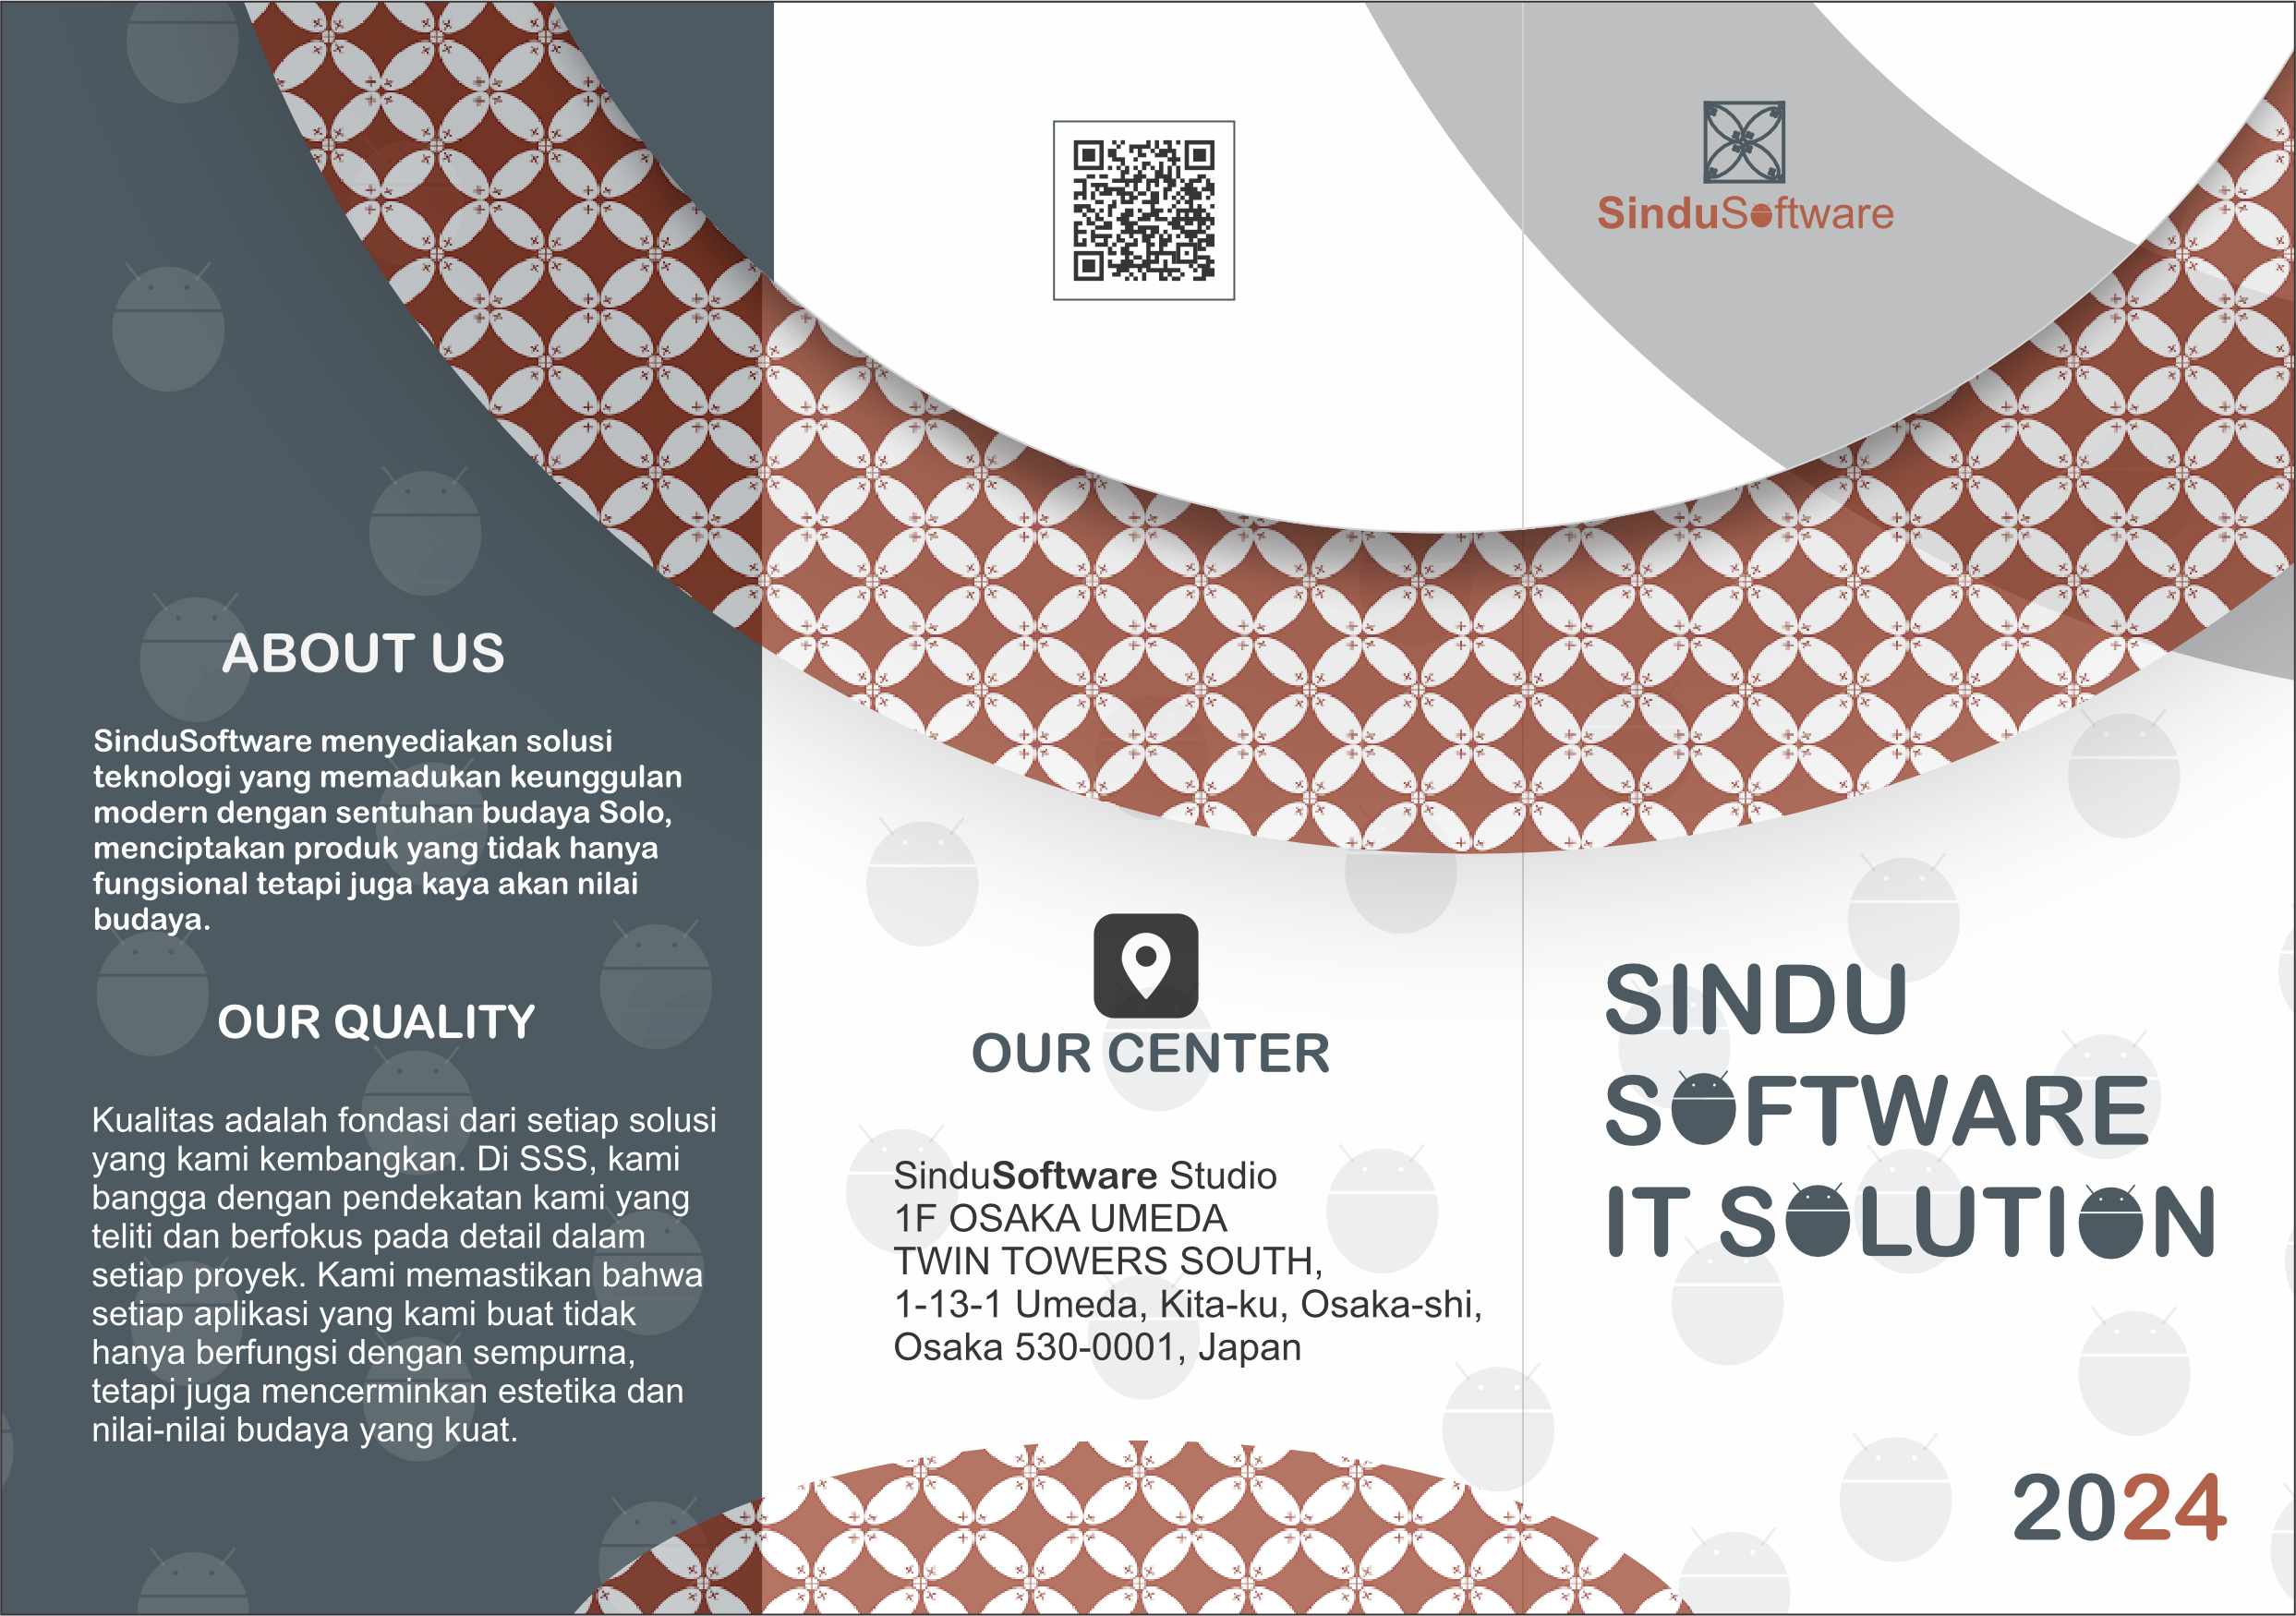 ABOUT US
SinduSoftware menyediakan solusi
teknologi yang memadukan keunggulan
modern dengan sentuhan budaya Solo,
menciptakan produk yang tidak hanya
fungsional tetapi juga kaya akan nilai
budaya.
OUR QUALITY
Kualitas adalah fondasi dari setiap solusi
yang kami kembangkan. Di SSS, kami
bangga dengan pendekatan kami yang
teliti dan berfokus pada detail dalam
setiap proyek. Kami memastikan bahwa
setiap aplikasi yang kami buat tidak
hanya berfungsi dengan sempurna,
tetapi juga mencerminkan estetika dan
nilai-nilai budaya yang kuat.
OUR CENTER
SinduSoftware Studio
1F OSAKA UMEDA
TWIN TOWERS SOUTH,
1-13-1 Umeda, Kita-ku, Osaka-shi,
Osaka 530-0001, Japan
SinduSoftware
SINDU
SOFTWARE
IT SOLUTION
2024